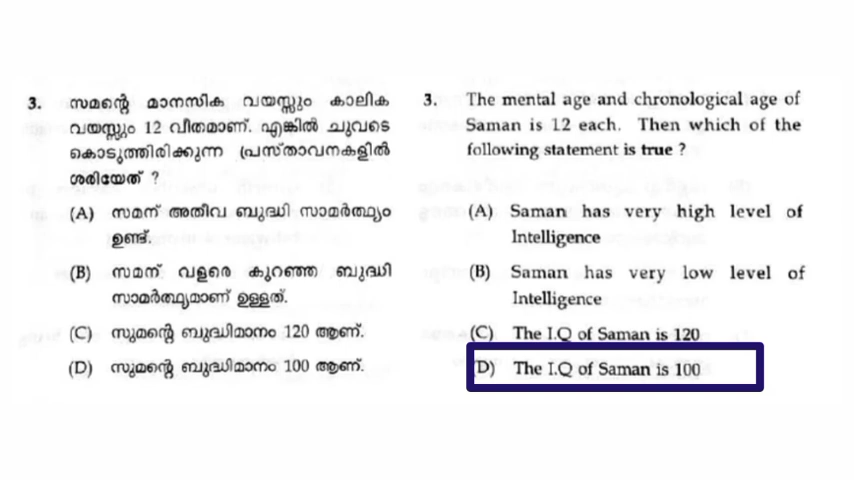 3. സമന്റെ മാനസിക വയസ്സും കാലിക
വയസ്സും 12 വീതമാണ്. എങ്കിൽ ചുവടെ
കൊടുത്തിരിക്കുന്ന പ്രസ്താവനകളിൽ
ശരിയേത് ?
(A) സമന് അതീവ ബുദ്ധി സാമർത്ഥ്യം
ഉണ്ട്.
(B) സമന് വളരെ കുറഞ്ഞ ബുദ്ധി
സാമർത്ഥ്യമാണ് ഉള്ളത്.
(C) സുമന്റെ ബുദ്ധിമാനം 120 ആണ്.
(D) സുമന്റെ ബുദ്ധിമാനം 100 ആണ്.
3. The mental age and chronological age of
Saman is 12 each. Then which of the
following statement is true ?
(A) Saman has very high level of
Intelligence
(B) Saman has very low level of
Intelligence
(C) The I.Q of Saman is 120
(D) The I.Q of Saman is 100